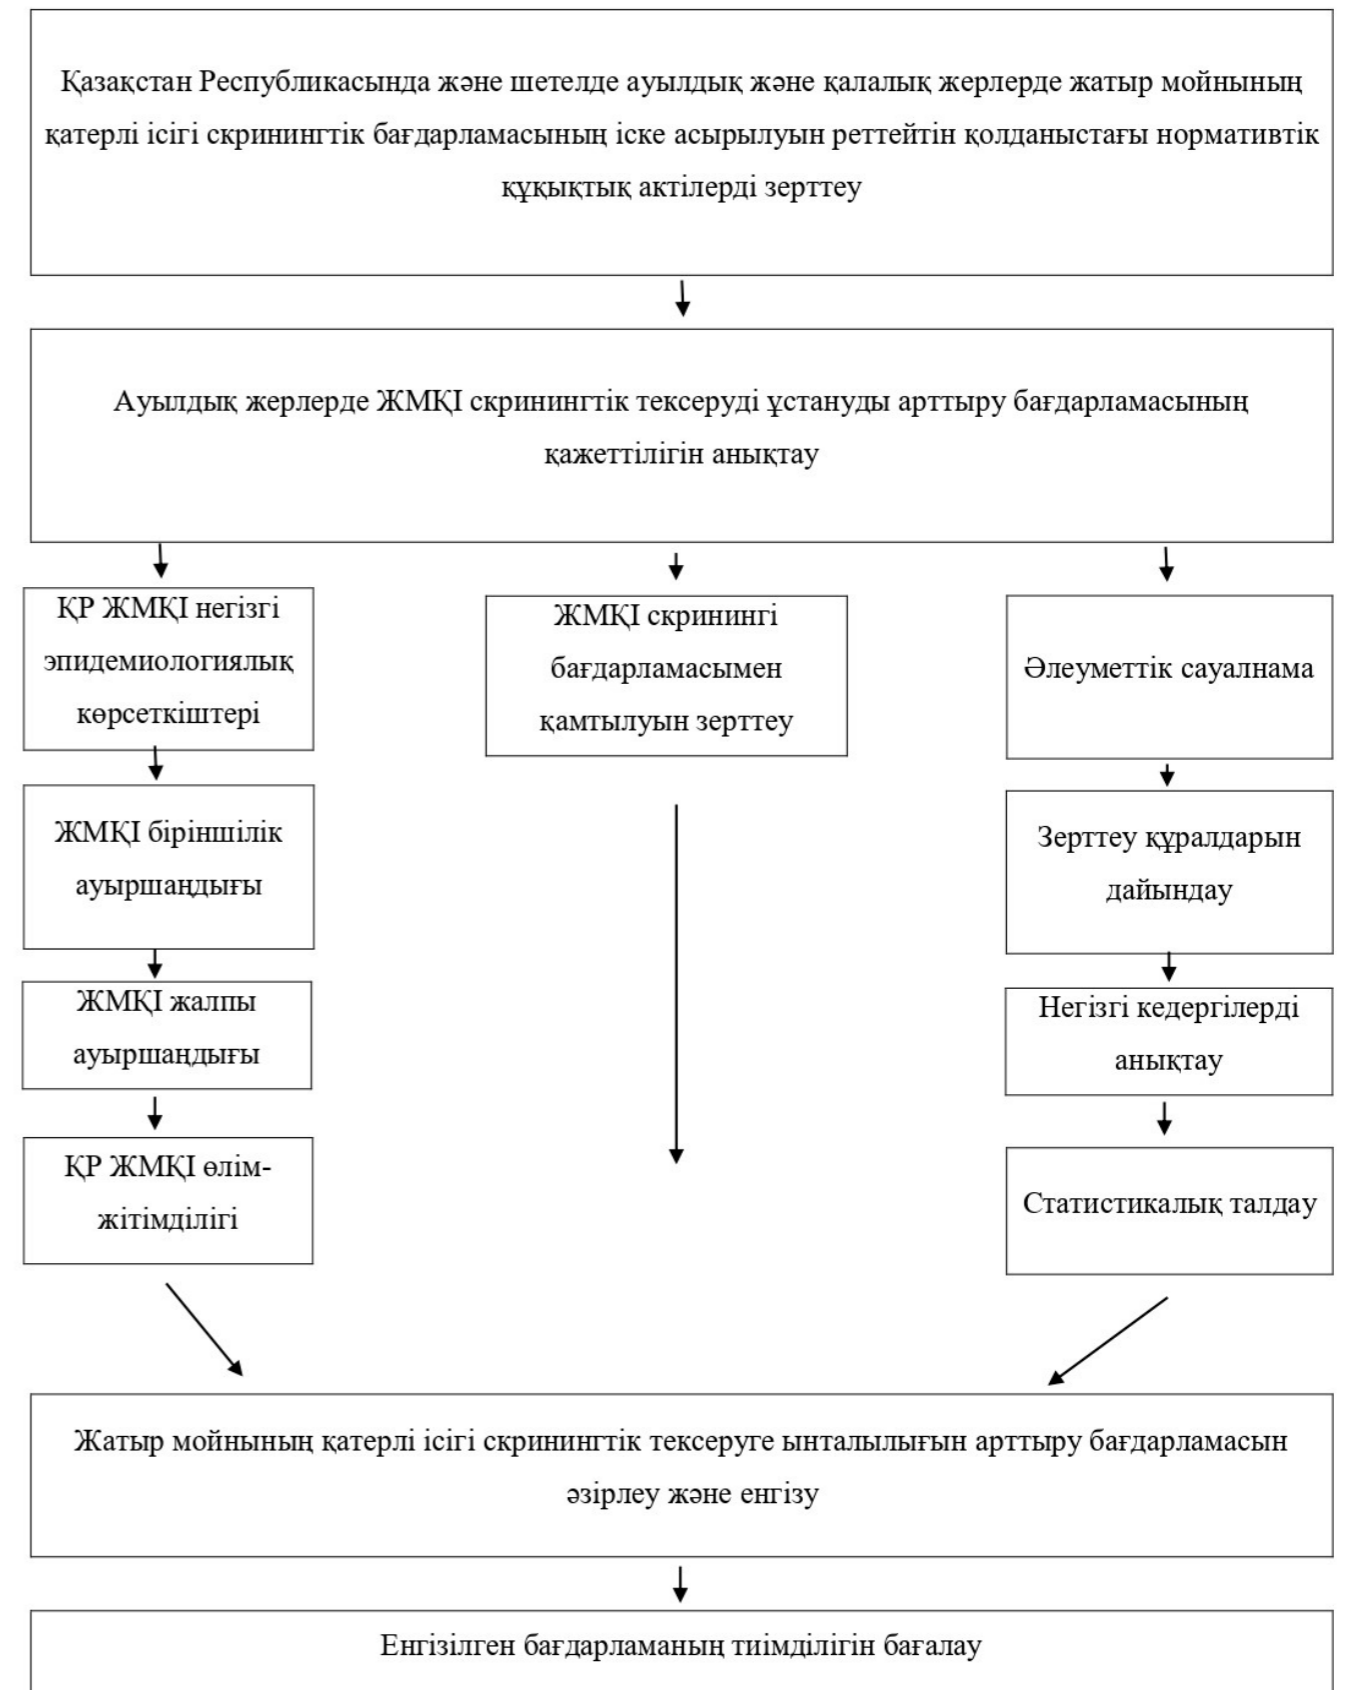 Қазақстан Республикасында және шетелде ауылдық және қалалық жерлерде жатыр мойнының
қатерлі ісігі скринингтік бағдарламасының іске асырылуын реттейтін қолданыстағы нормативтік
құқықтық актілерді зерттеу
Ауылдық жерлерде ЖМҚІ скринингтік тексеруді ұстануды арттыру бағдарламасының
қажеттілігін анықтау
ҚР ЖМҚІ негізгі
эпидемиологиялық
көрсеткіштері
ЖМҚІ біріншілік
ауыршаңдығы
ЖМҚІ жалпы
ауыршаңдығы
ҚР ЖМҚІ өлім-
жітімділігі
ЖМҚІ скринингі
бағдарламасымен
қамтылуын зерттеу
Әлеуметтік сауалнама
Зерттеу құралдарын
дайындау
Негізгі кедергілерді
анықтау
Статистикалық талдау
Жатыр мойнының қатерлі ісігі скринингтік тексеруге ынталылығын арттыру бағдарламасын
әзірлеу және енгізу
Енгізілген бағдарламаның тиімділігін бағалау